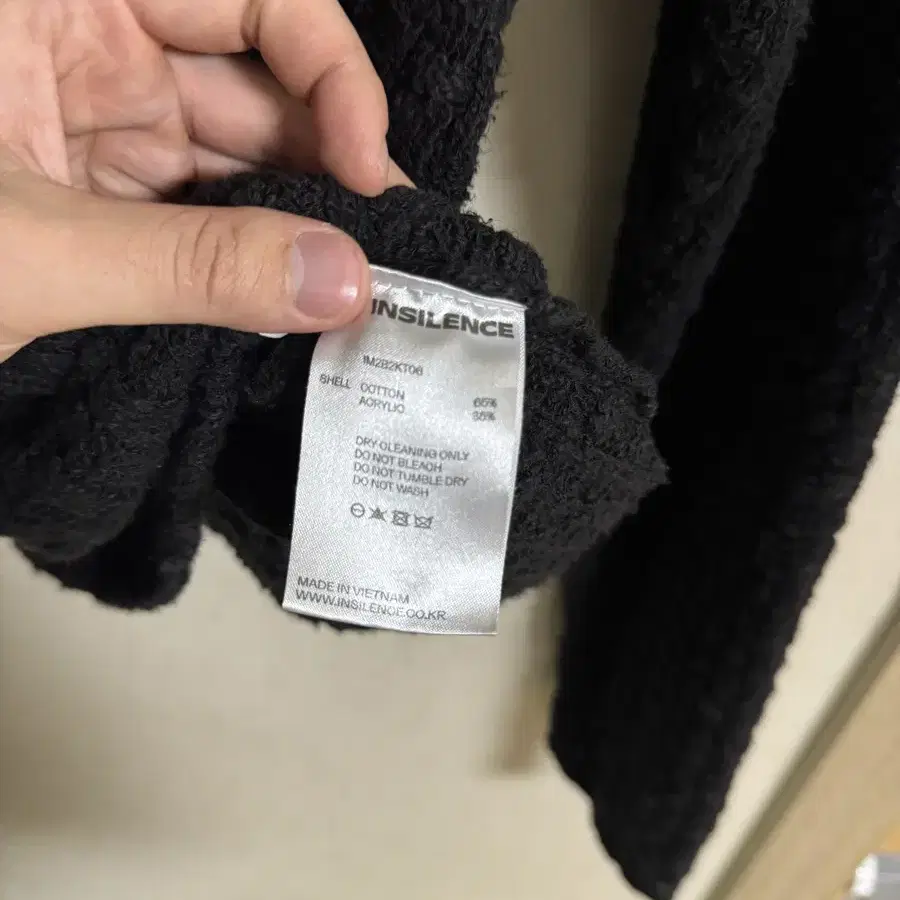 INSILENCE
IM2B2KT06
SHELL COTTON 65%
ACRYLIC 35%
DRY CLEANING ONLY
DO NOT BLEACH
DO NOT TUMBLE DRY
DO NOT WASH
MADE IN VIETNAM
WWW.INSILENCE.CO.KR